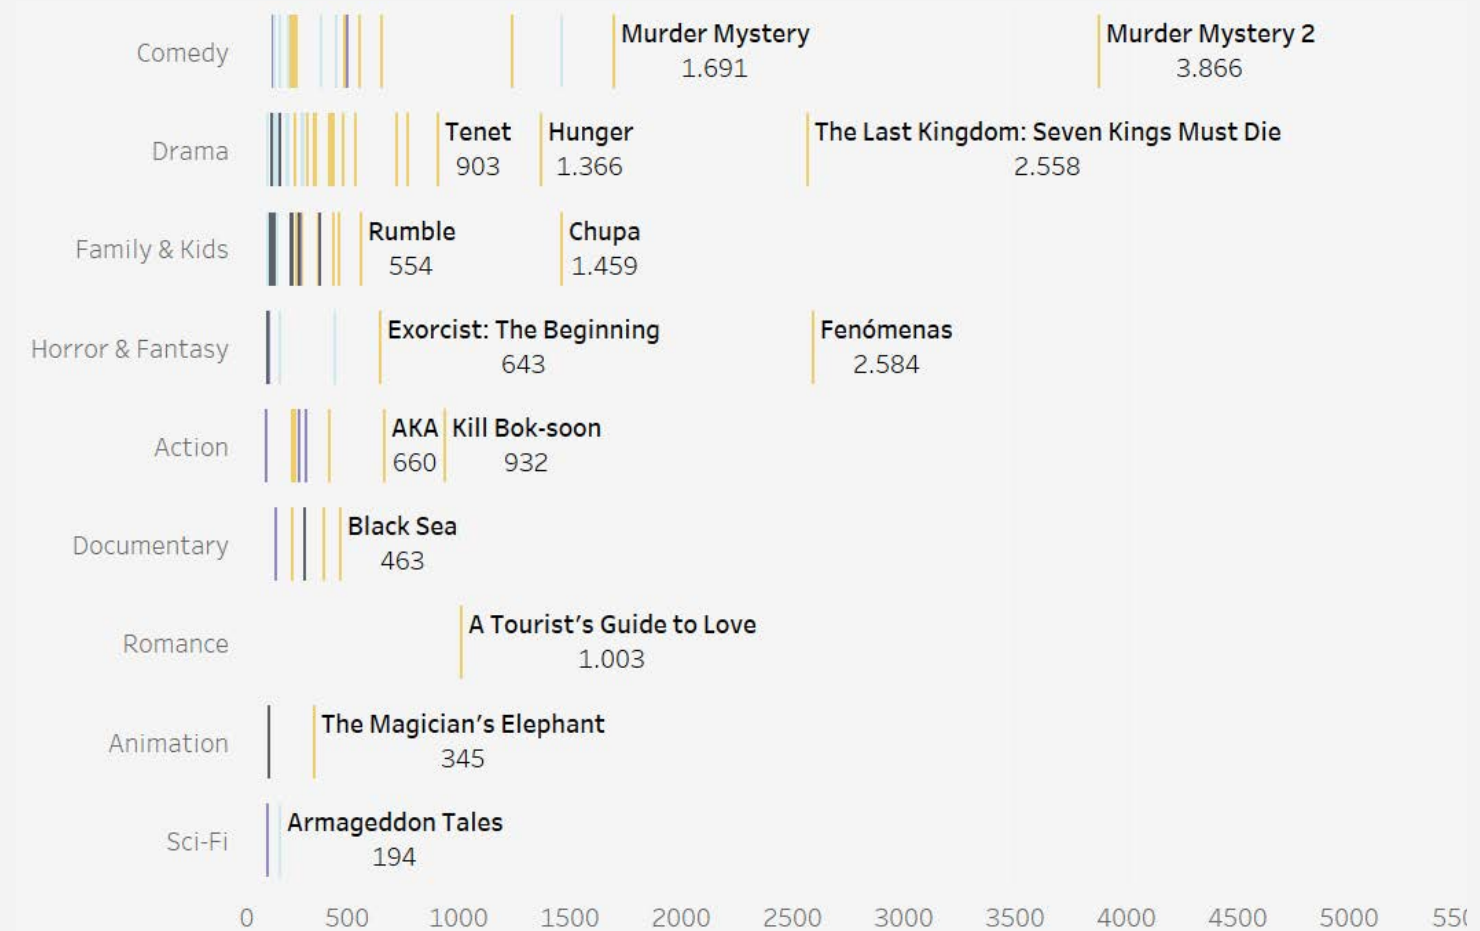 Comedy
Murder Mystery
1.691
Murder Mystery 2
3.866
Drama
Tenet
903
Hunger
1.366
The Last Kingdom: Seven Kings Must Die
2.558
Family & Kids
Rumble
554
Chupa
1.459
Horror & Fantasy
Exorcist: The Beginning
643
Fenómenas
2.584
Action
AKA
660
Kill Bok-soon
932
Documentary
Black Sea
463
Romance
A Tourist’s Guide to Love
1.003
Animation
The Magician’s Elephant
345
Sci-Fi
Armageddon Tales
194
0 500 1000 1500 2000 2500 3000 3500 4000 4500 5000